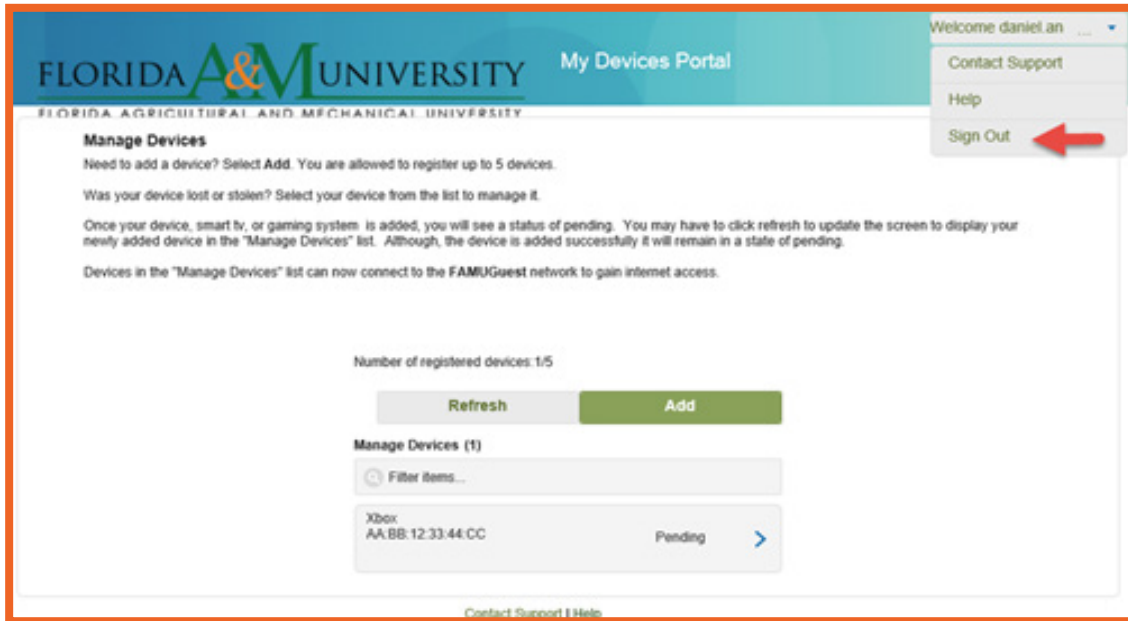 Welcome daniel.an ...
FLORIDA A&M UNIVERSITY
My Devices Portal
Contact Support
Help
Sign Out
FLORIDA AGRICULTURAL AND MECHANICAL UNIVERSITY
Manage Devices
Need to add a device? Select Add. You are allowed to register up to 5 devices.
Was your device lost or stolen? Select your device from the list to manage it.
Once your device, smart tv, or gaming system is added, you will see a status of pending. You may have to click refresh to update the screen to display your
newly added device in the "Manage Devices" list. Although, the device is added successfully it will remain in a state of pending.
Devices in the "Manage Devices" list can now connect to the FAMUGuest network to gain internet access.
Number of registered devices:1/5
Refresh
Add
Manage Devices (1)
Filter items...
Xbox
AA:BB:12:33:44:CC
Pending
Contact Support | Help